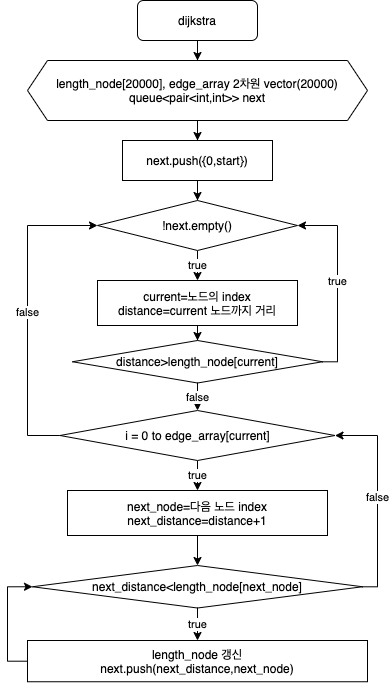 dijkstra
length_node[20000], edge_array 2차원 vector(20000)
queue<pair<int,int>> next
next.push({0,start})
!next.empty()
true
current=노드의 index
distance=current 노드까지 거리
true
false
distance>length_node[current]
false
i = 0 to edge_array[current]
true
next_node=다음 노드 index
next_distance=distance+1
false
next_distance<length_node[next_node]
true
length_node 갱신
next.push(next_distance,next_node)